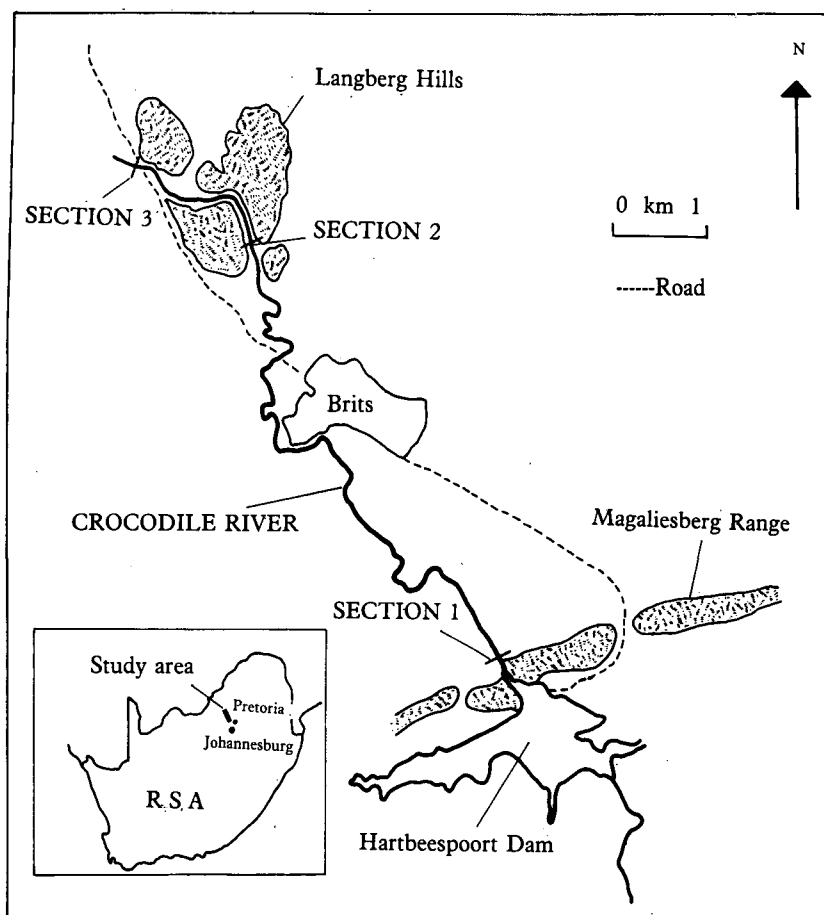 N
Langberg Hills
SECTION 3
SECTION 2
0 km 1
Road
Brits
CROCODILE RIVER
Magaliesberg Range
SECTION 1
Study area
Pretoria
Johannesburg
R S A
Hartbeespoort Dam